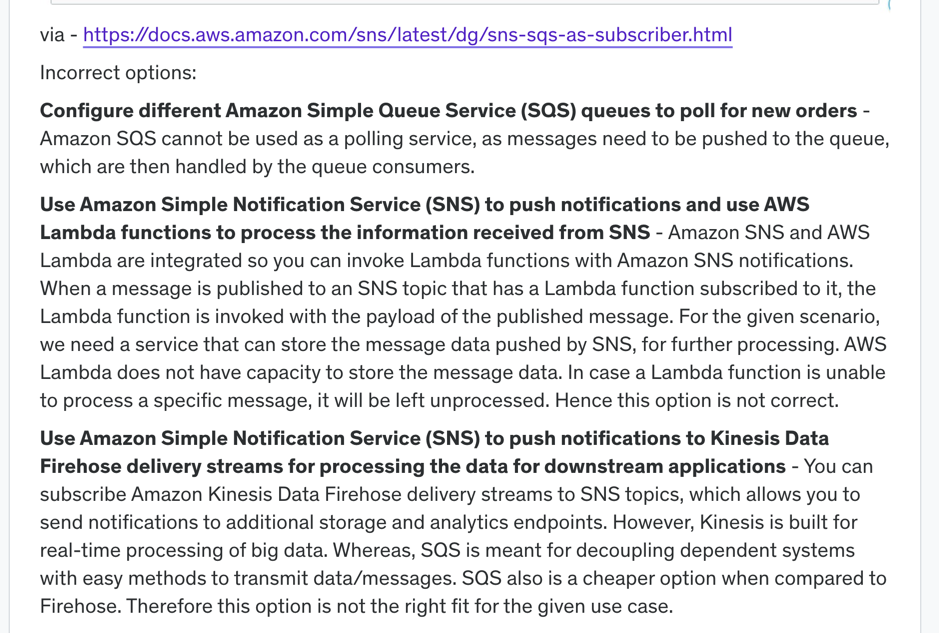 via - https://docs.aws.amazon.com/sns/latest/dg/sns-sqs-as-subscriber.html
Incorrect options:
Configure different Amazon Simple Queue Service (SQS) queues to poll for new orders -
Amazon SQS cannot be used as a polling service, as messages need to be pushed to the queue,
which are then handled by the queue consumers.
Use Amazon Simple Notification Service (SNS) to push notifications and use AWS
Lambda functions to process the information received from SNS - Amazon SNS and AWS
Lambda are integrated so you can invoke Lambda functions with Amazon SNS notifications.
When a message is published to an SNS topic that has a Lambda function subscribed to it, the
Lambda function is invoked with the payload of the published message. For the given scenario,
we need a service that can store the message data pushed by SNS, for further processing. AWS
Lambda does not have capacity to store the message data. In case a Lambda function is unable
to process a specific message, it will be left unprocessed. Hence this option is not correct.
Use Amazon Simple Notification Service (SNS) to push notifications to Kinesis Data
Firehose delivery streams for processing the data for downstream applications - You can
subscribe Amazon Kinesis Data Firehose delivery streams to SNS topics, which allows you to
send notifications to additional storage and analytics endpoints. However, Kinesis is built for
real-time processing of big data. Whereas, SQS is meant for decoupling dependent systems
with easy methods to transmit data/messages. SQS also is a cheaper option when compared to
Firehose. Therefore this option is not the right fit for the given use case.